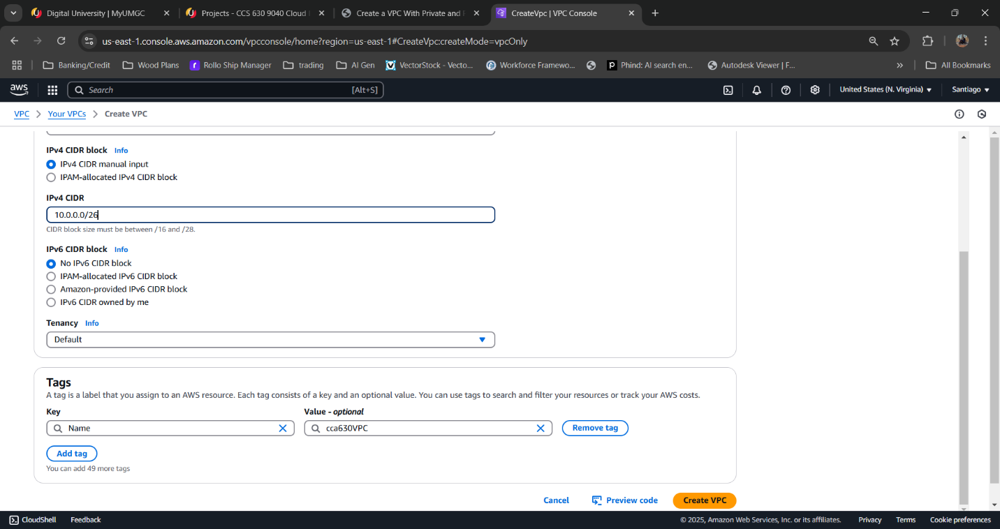 Digital University | MyUMGC
Projects - CCS 630 9040 Cloud
Create a VPC With Private and
CreateVpc | VPC Console
us-east-1.console.aws.amazon.com/vpcconsole/home?region=us-east-1#CreateVpc:createMode=vpcOnly
Banking/Credit
Wood Plans
r Rollo Ship Manager
trading
AI Gen
VectorStock - Vecto...
Workforce Framewo...
p Phind: AI search en...
Autodesk Viewer | F...
»
All Bookmarks
aws
Search
[Alt+S]
United States (N. Virginia)
Santiago
VPC > Your VPCs > Create VPC
IPv4 CIDR block Info
IPv4 CIDR manual input
IPAM-allocated IPv4 CIDR block
IPv4 CIDR
10.0.0.0/26
CIDR block size must be between /16 and /28.
IPv6 CIDR block Info
No IPv6 CIDR block
IPAM-allocated IPv6 CIDR block
Amazon-provided IPv6 CIDR block
IPv6 CIDR owned by me
Tenancy Info
Default
Tags
A tag is a label that you assign to an AWS resource. Each tag consists of a key and an optional value. You can use tags to search and filter your resources or track your AWS costs.
Key
Value - optional
Name
cca630VPC
Remove tag
Add tag
You can add 49 more tags
Cancel
Preview code
Create VPC
CloudShell
Feedback
© 2025, Amazon Web Services, Inc. or its affiliates.
Privacy
Terms
Cookie preferences